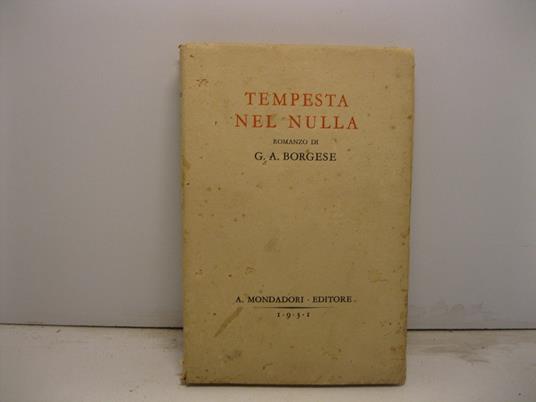 TEMPESTA
NEL NULLA
ROMANZO DI
G. A. BORGESE
A. MONDADORI · EDITORE
1·9·3·1